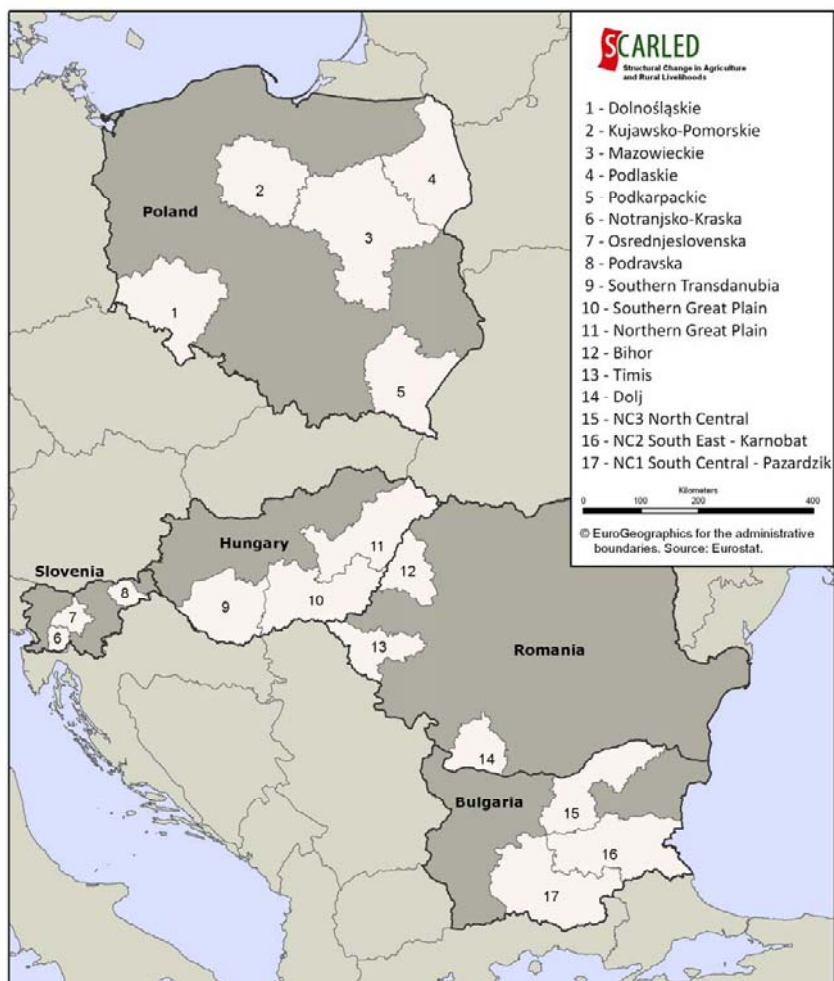 SCARLED
Structural Change in Agriculture
and Rural Livelihoods
1 - Dolnośląskie
2 - Kujawsko-Pomorskie
3 - Mazowieckie
4 - Podlaskie
5 - Podkarpackie
6 - Notranjsko-Kraska
7 - Osrednjeslovenska
8 - Podravska
9 - Southern Transdanubia
10 - Southern Great Plain
11 - Northern Great Plain
12 - Bihor
13 - Timis
14 - Dolj
15 - NC3 North Central
16 - NC2 South East - Karnobat
17 - NC1 South Central - Pazardzik
Kilometers
0 100 200 400
© EuroGeographics for the administrative
boundaries. Source: Eurostat.
2
4
Poland
3
1
5
Hungary
11
Slovenia
12
8
9
10
7
6
13
Romania
14
Bulgaria
15
16
17